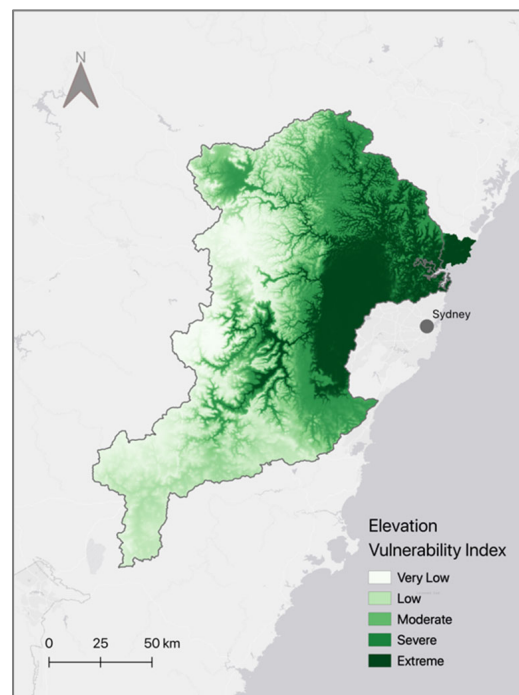 N
Sydney
Elevation
Vulnerability Index
Very Low
Low
Moderate
Severe
Extreme
0 25 50 km